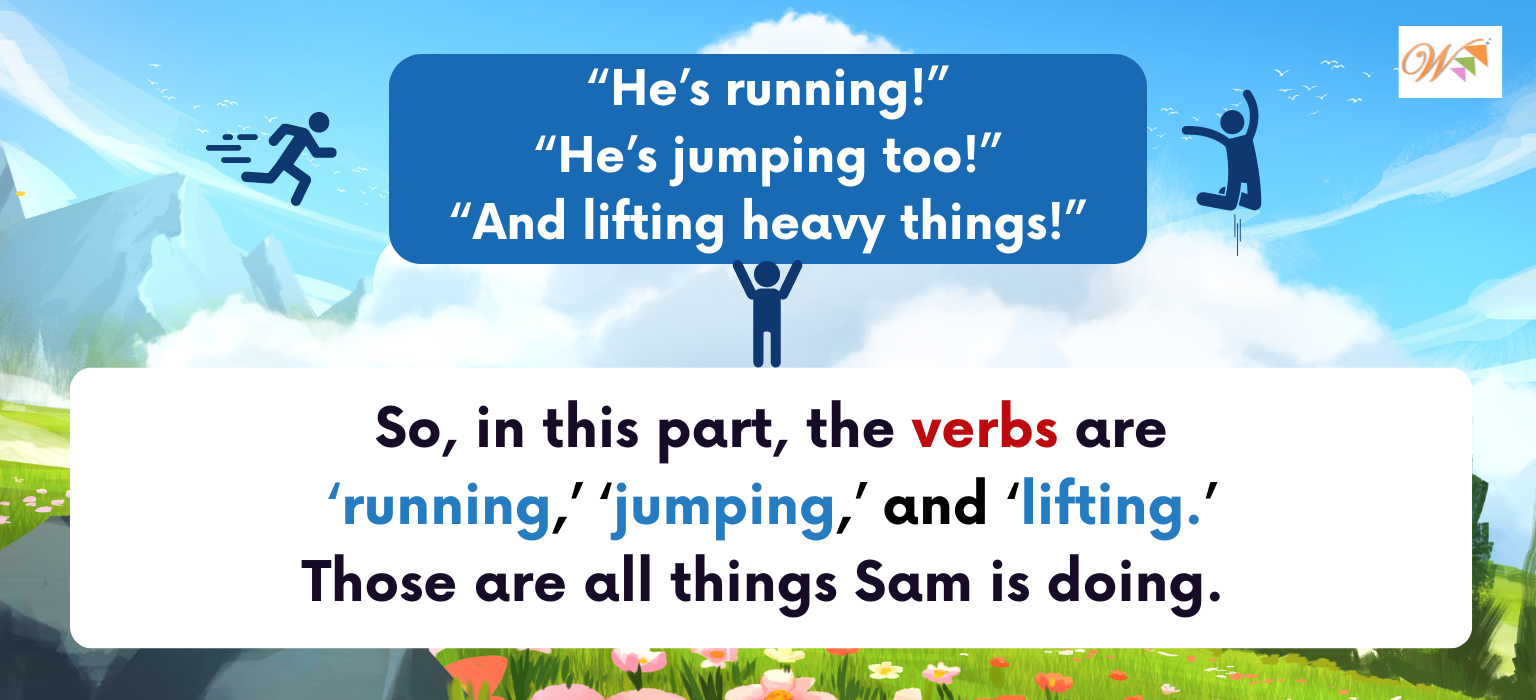 “He’s running!”
“He’s jumping too!”
“And lifting heavy things!”
W
So, in this part, the verbs are
‘running,’ ‘jumping,’ and ‘lifting.’
Those are all things Sam is doing.